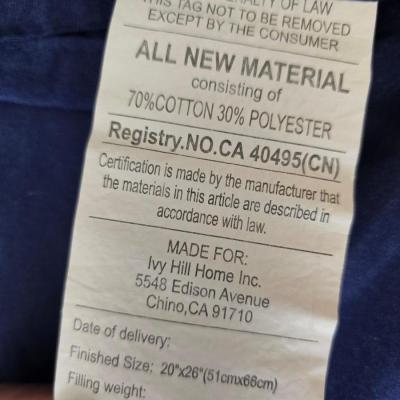 PENALTY OF LAW
THIS TAG NOT TO BE REMOVED
EXCEPT BY THE CONSUMER
ALL NEW MATERIAL
consisting of
70%COTTON 30% POLYESTER
Registry.NO.CA 40495(CN)
Certification is made by the manufacturer that
the materials in this article are described in
accordance with law.
MADE FOR:
Ivy Hill Home Inc.
5548 Edison Avenue
Chino,CA 91710
Date of delivery:
Finished Size: 20"x26"(51cmx66cm)
Filling weight: